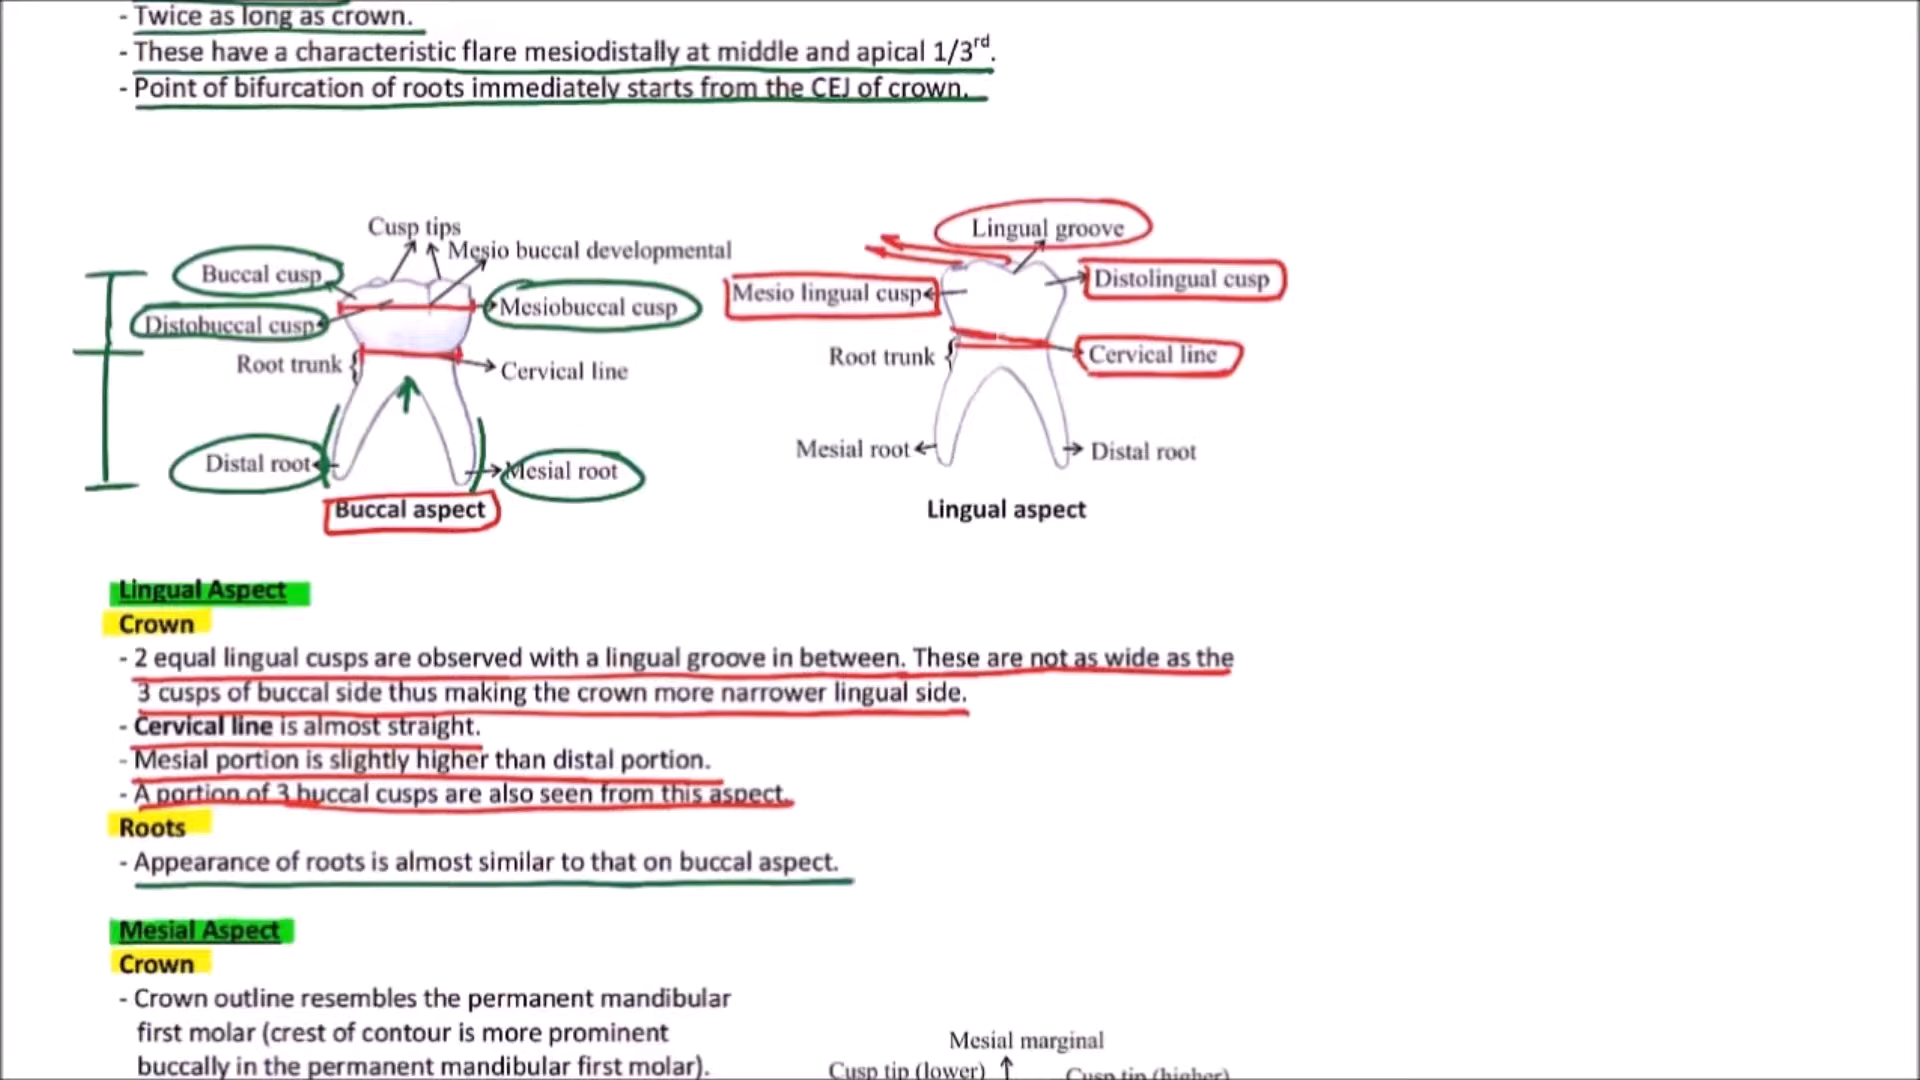 - Twice as long as crown.
- These have a characteristic flare mesiodistally at middle and apical 1/3rd.
- Point of bifurcation of roots immediately starts from the CEJ of crown.
Cusp tips
Mesio buccal developmental
Buccal cusp
Mesiobuccal cusp
Distobuccal cusp
Root trunk
Cervical line
Distal root
Mesial root
Buccal aspect
Lingual groove
Mesio lingual cusp
Distolingual cusp
Root trunk
Cervical line
Mesial root
Distal root
Lingual aspect
Lingual Aspect
Crown
- 2 equal lingual cusps are observed with a lingual groove in between. These are not as wide as the
3 cusps of buccal side thus making the crown more narrower lingual side.
- Cervical line is almost straight.
- Mesial portion is slightly higher than distal portion.
- A portion of 3 buccal cusps are also seen from this aspect.
Roots
- Appearance of roots is almost similar to that on buccal aspect.
Mesial Aspect
Crown
- Crown outline resembles the permanent mandibular
first molar (crest of contour is more prominent
buccally in the permanent mandibular first molar).
Mesial marginal
Cusp tip (lower)
Cusp tip (higher)